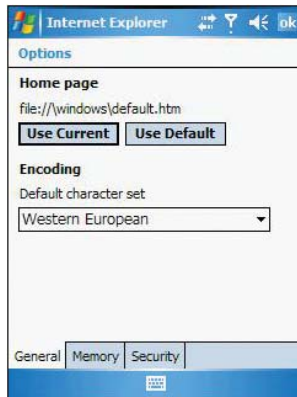 Internet Explorer ok
Options
Home page
file://\windows\default.htm
Use Current Use Default
Encoding
Default character set
Western European
General Memory Security